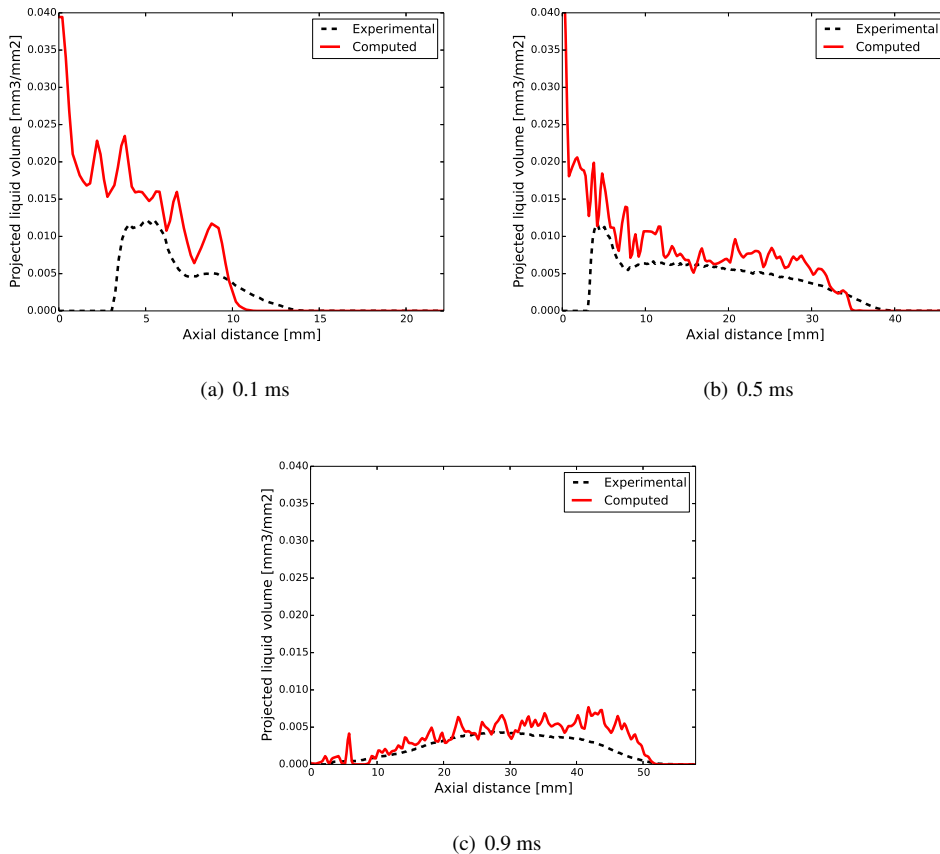 0.040
0.035
0.030
0.025
0.020
0.015
0.010
0.005
0.000
Projected liquid volume [mm3/mm2]
Experimental
Computed
0 5 10 15 20
Axial distance [mm]
(a) 0.1 ms
0.040
0.035
0.030
0.025
0.020
0.015
0.010
0.005
0.000
Projected liquid volume [mm3/mm2]
Experimental
Computed
0 10 20 30 40
Axial distance [mm]
(b) 0.5 ms
0.040
0.035
0.030
0.025
0.020
0.015
0.010
0.005
0.000
Projected liquid volume [mm3/mm2]
Experimental
Computed
0 10 20 30 40 50
Axial distance [mm]
(c) 0.9 ms